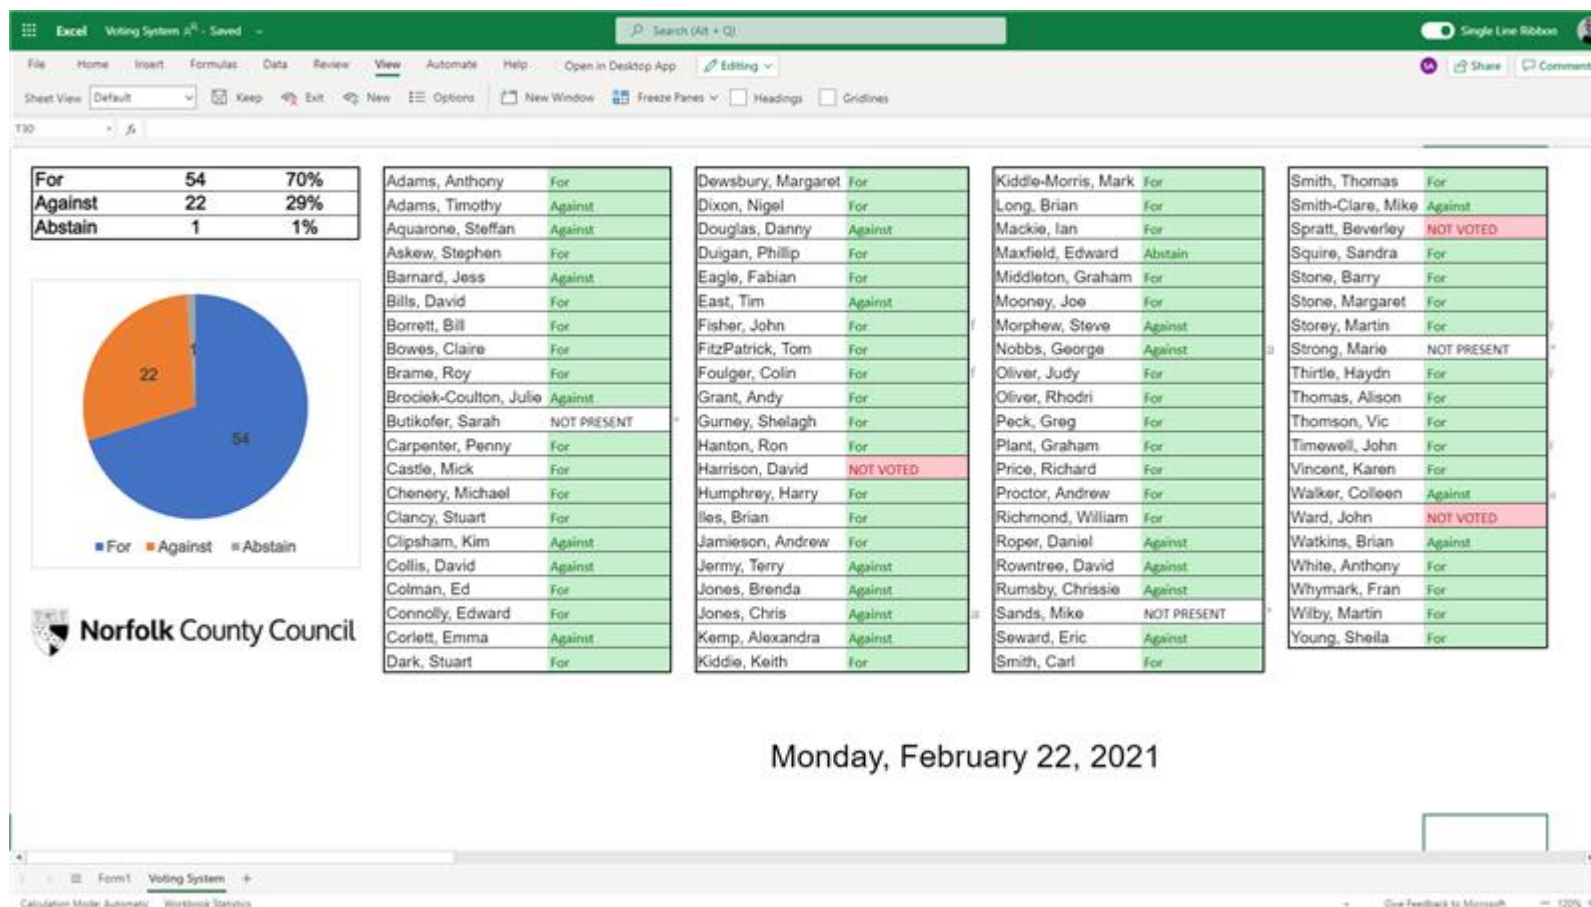 Excel Voting System - Saved
Search (Alt + Q)
Single Line Ribbon
File Home Insert Formulas Data Review View Automate Help Open in Desktop App Editing
SA Share Comment
Sheet View Default Keep Exit New Options New Window Freeze Panes Headings Gridlines
T30 fx
For 54 70%
Against 22 29%
Abstain 1 1%
1
22
54
For Against Abstain
Norfolk County Council
Adams, Anthony For
Adams, Timothy Against
Aquarone, Steffan Against
Askew, Stephen For
Barnard, Jess Against
Bills, David For
Borrett, Bill For
Bowes, Claire For
Brame, Roy For
Brociek-Coulton, Julie Against
Butikofer, Sarah NOT PRESENT *
Carpenter, Penny For
Castle, Mick For
Chenery, Michael For
Clancy, Stuart For
Clipsham, Kim Against
Collis, David Against
Colman, Ed For
Connolly, Edward For
Corlett, Emma Against
Dark, Stuart For
Dewsbury, Margaret For
Dixon, Nigel For
Douglas, Danny Against
Duigan, Phillip For
Eagle, Fabian For
East, Tim Against
Fisher, John For f
FitzPatrick, Tom For
Foulger, Colin For f
Grant, Andy For
Gurney, Shelagh For
Hanton, Ron For
Harrison, David NOT VOTED
Humphrey, Harry For
Iles, Brian For
Jamieson, Andrew For
Jermy, Terry Against
Jones, Brenda Against
Jones, Chris Against a
Kemp, Alexandra Against
Kiddie, Keith For
Kiddle-Morris, Mark For
Long, Brian For
Mackie, Ian For
Maxfield, Edward Abstain
Middleton, Graham For
Mooney, Joe For
Morphew, Steve Against
Nobbs, George Against a
Oliver, Judy For
Oliver, Rhodri For
Peck, Greg For
Plant, Graham For
Price, Richard For
Proctor, Andrew For
Richmond, William For
Roper, Daniel Against
Rowntree, David Against
Rumsby, Chrissie Against
Sands, Mike NOT PRESENT *
Seward, Eric Against
Smith, Carl For
Smith, Thomas For
Smith-Clare, Mike Against
Spratt, Beverley NOT VOTED
Squire, Sandra For
Stone, Barry For
Stone, Margaret For
Storey, Martin For f
Strong, Marie NOT PRESENT *
Thirtle, Haydn For f
Thomas, Alison For
Thomson, Vic For
Timewell, John For f
Vincent, Karen For
Walker, Colleen Against a
Ward, John NOT VOTED
Watkins, Brian Against
White, Anthony For
Whymark, Fran For
Wilby, Martin For
Young, Sheila For
Monday, February 22, 2021
Form1 Voting System +
Calculation Mode: Automatic Workbook Statistics Give Feedback to Microsoft 120%